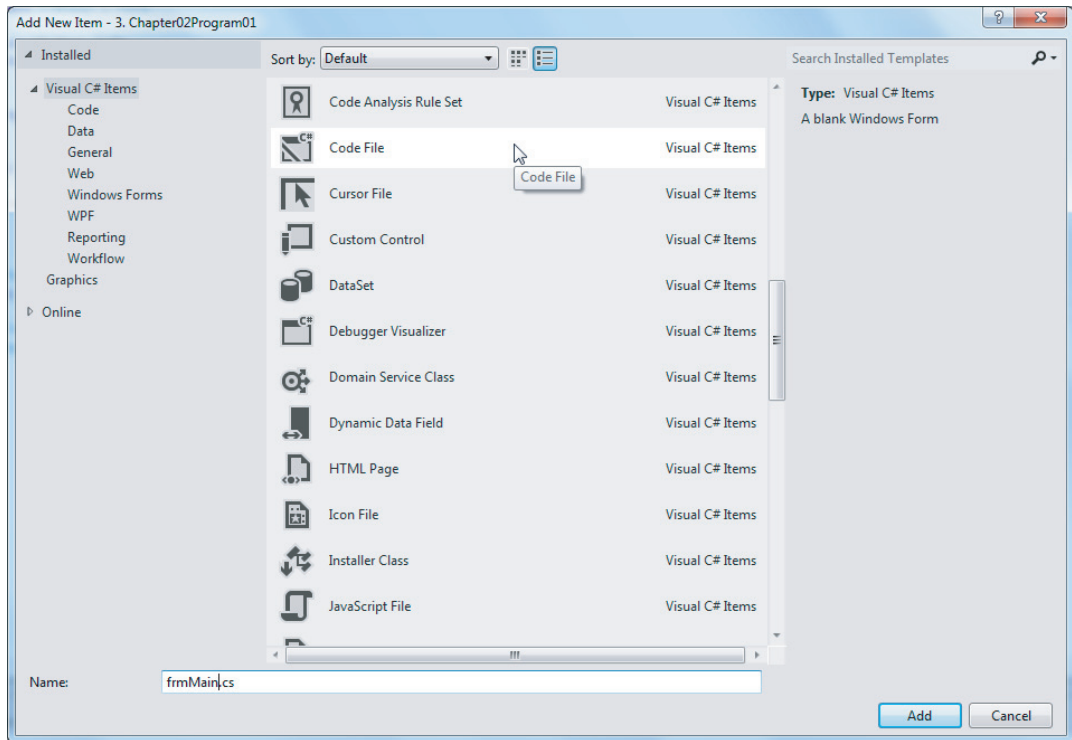 Add New Item - 3. Chapter02Program01
Installed
Sort by: Default
Search Installed Templates
Visual C# Items
Code
Data
General
Web
Windows Forms
WPF
Reporting
Workflow
Graphics
Online
Code Analysis Rule Set Visual C# Items
C# Code File Visual C# Items
Code File
Cursor File Visual C# Items
Custom Control Visual C# Items
DataSet Visual C# Items
C# Debugger Visualizer Visual C# Items
Domain Service Class Visual C# Items
Dynamic Data Field Visual C# Items
HTML Page Visual C# Items
Icon File Visual C# Items
Installer Class Visual C# Items
JavaScript File Visual C# Items
Type: Visual C# Items
A blank Windows Form
Name: frmMain.cs
Add Cancel